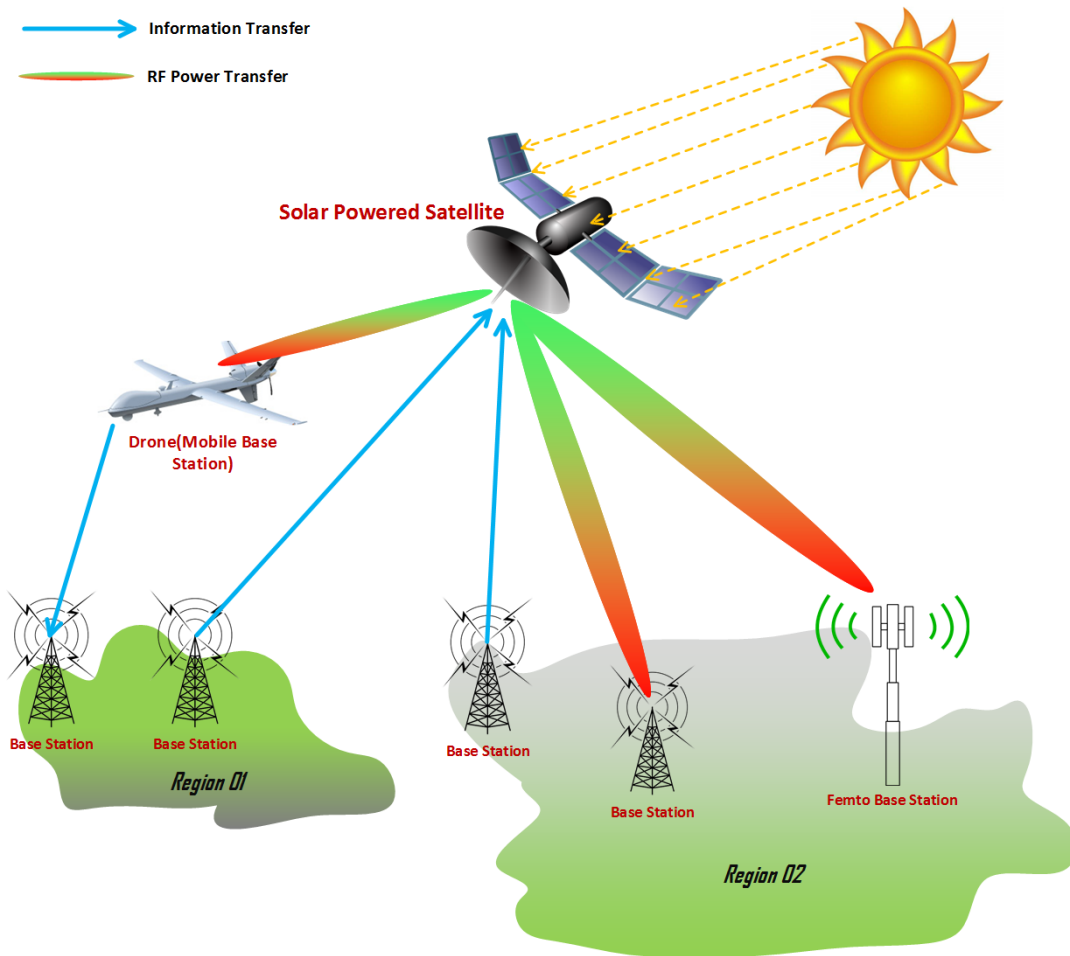 Information Transfer
RF Power Transfer
Solar Powered Satellite
Drone(Mobile Base
Station)
Base Station
Base Station
Region 01
Base Station
Base Station
Femto Base Station
Region 02